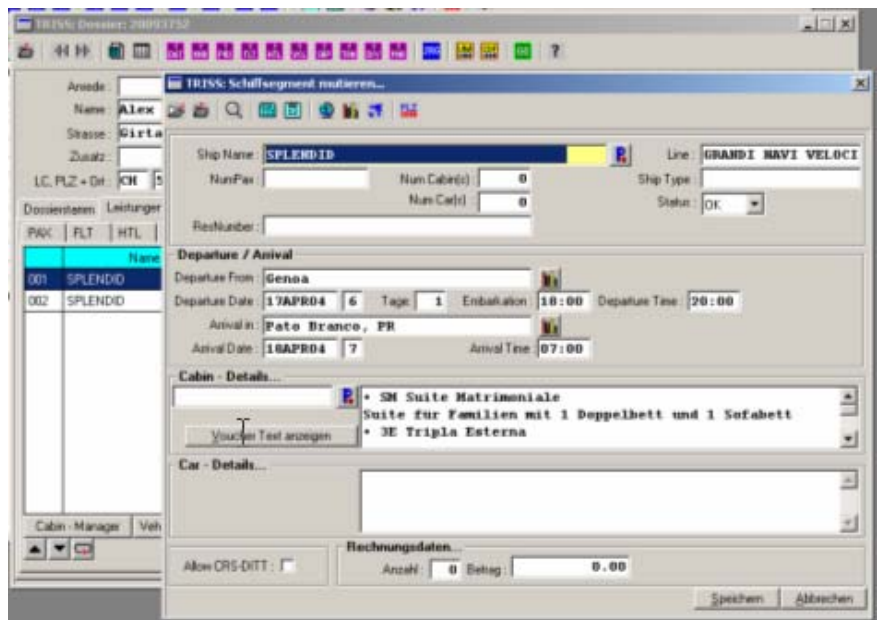 TRISS: Dossier: 20093752
?
Anrede :
Name : Alex
Strasse : Girta
Zusatz :
LC, PLZ + Ort : CH 5
Dossierstamm Leistungen
PAX FLT HTL
Name
001 SPLENDID
002 SPLENDID
Cabin - Manager Veh
TRISS: Schiffsegment mutieren...
Ship Name : SPLENDID Line : GRANDI NAVI VELOCI
NumPax : Num Cabin(s) : 0 Ship Type :
Num Car(s) : 0 Status : OK
ResNumber :
Departure / Arrival
Departure From : Genoa
Departure Date : 17APR04 6 Tage : 1 Embarkation : 18:00 Departure Time : 20:00
Arrival in : Pato Branco, PR
Arrival Date : 18APR04 7 Arrival Time : 07:00
Cabin - Details...
• SM Suite Matrimoniale
Suite für Familien mit 1 Doppelbett und 1 Sofabett
• 3E Tripla Esterna
Voucher Text anzeigen
Car - Details...
Allow CRS-DITT :
Rechnungsdaten...
Anzahl : 0 Betrag : 0.00
Speichern Abbrechen